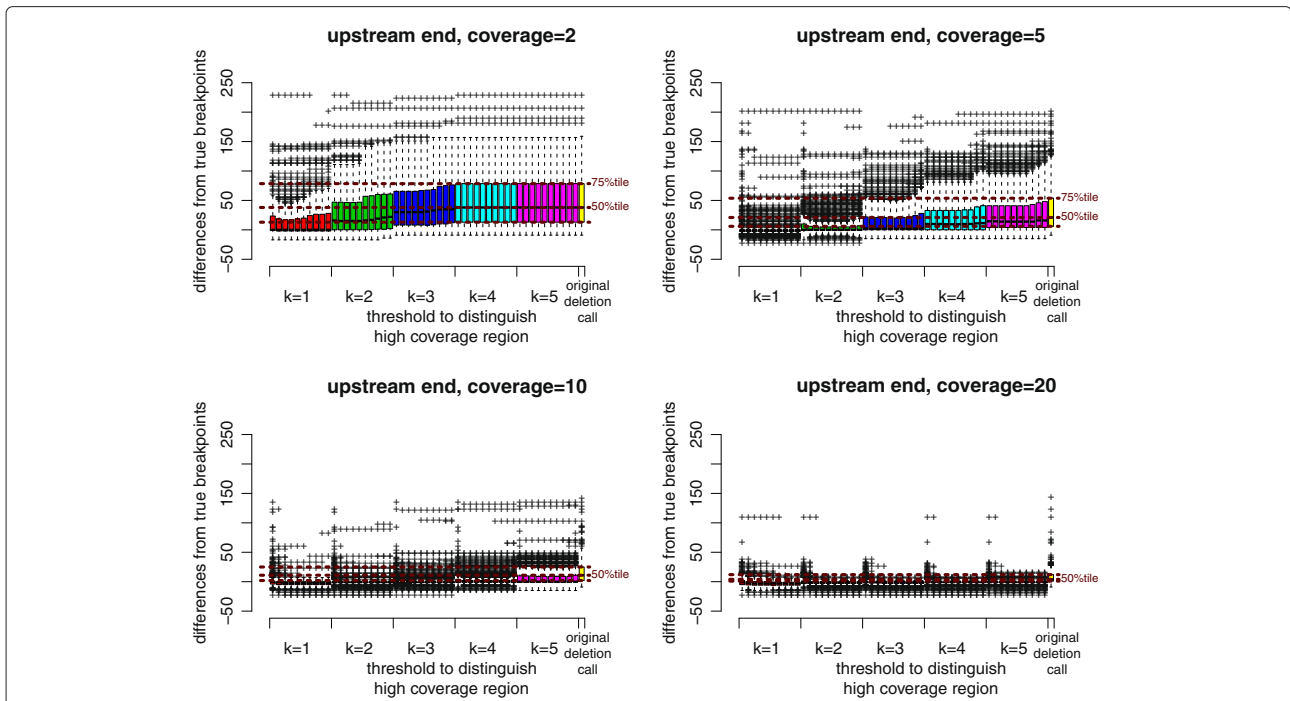 upstream end, coverage=2
differences from true breakpoints
−50
50
150
250
75%tile
50%tile
k=1
k=2
k=3
k=4
k=5
original
deletion
call
threshold to distinguish
high coverage region
upstream end, coverage=5
differences from true breakpoints
−50
50
150
250
75%tile
50%tile
k=1
k=2
k=3
k=4
k=5
original
deletion
call
threshold to distinguish
high coverage region
upstream end, coverage=10
differences from true breakpoints
−50
50
150
250
50%tile
k=1
k=2
k=3
k=4
k=5
original
deletion
call
threshold to distinguish
high coverage region
upstream end, coverage=20
differences from true breakpoints
−50
50
150
250
50%tile
k=1
k=2
k=3
k=4
k=5
original
deletion
call
threshold to distinguish
high coverage region